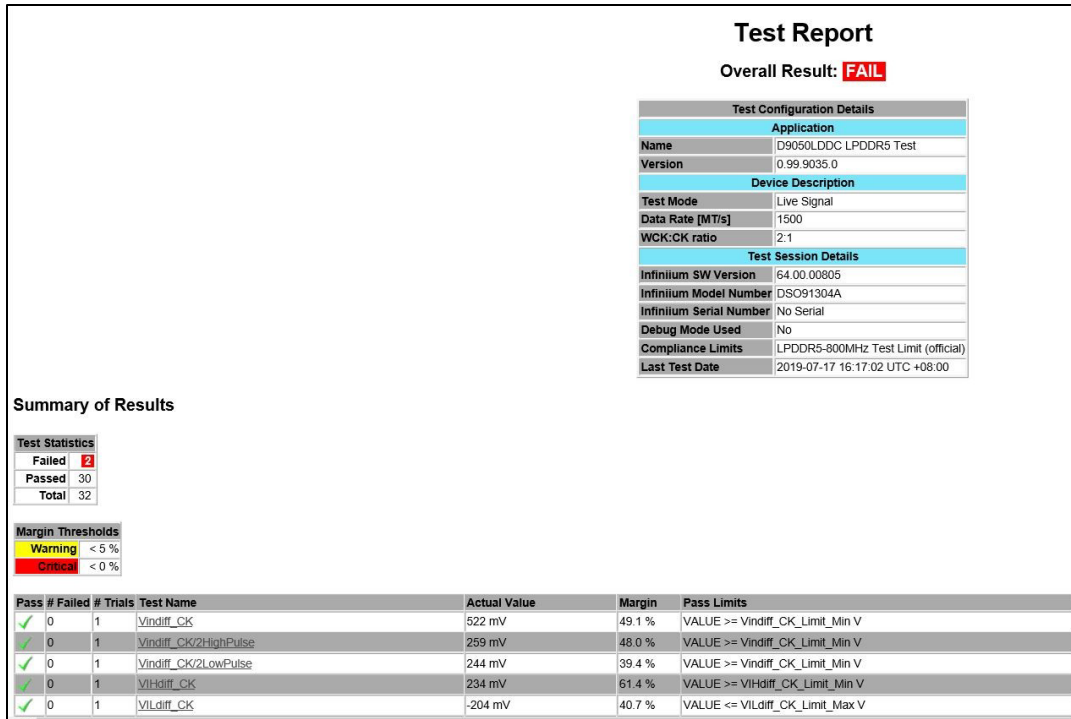 Test Report
Overall Result: FAIL
Test Configuration Details
Application
Name D9050LDDC LPDDR5 Test
Version 0.99.9035.0
Device Description
Test Mode Live Signal
Data Rate [MT/s] 1500
WCK:CK ratio 2:1
Test Session Details
Infiniium SW Version 64.00.00805
Infiniium Model Number DSO91304A
Infiniium Serial Number No Serial
Debug Mode Used No
Compliance Limits LPDDR5-800MHz Test Limit (official)
Last Test Date 2019-07-17 16:17:02 UTC +08:00
Summary of Results
Test Statistics
Failed 2
Passed 30
Total 32
Margin Thresholds
Warning < 5 %
Critical < 0 %
Pass # Failed # Trials Test Name Actual Value Margin Pass Limits
0 1 Vindiff_CK 522 mV 49.1 % VALUE >= Vindiff_CK_Limit_Min V
0 1 Vindiff_CK/2HighPulse 259 mV 48.0 % VALUE >= Vindiff_CK_Limit_Min V
0 1 Vindiff_CK/2LowPulse 244 mV 39.4 % VALUE >= Vindiff_CK_Limit_Min V
0 1 VIHdiff_CK 234 mV 61.4 % VALUE >= VIHdiff_CK_Limit_Min V
0 1 VILdiff_CK -204 mV 40.7 % VALUE <= VILdiff_CK_Limit_Max V